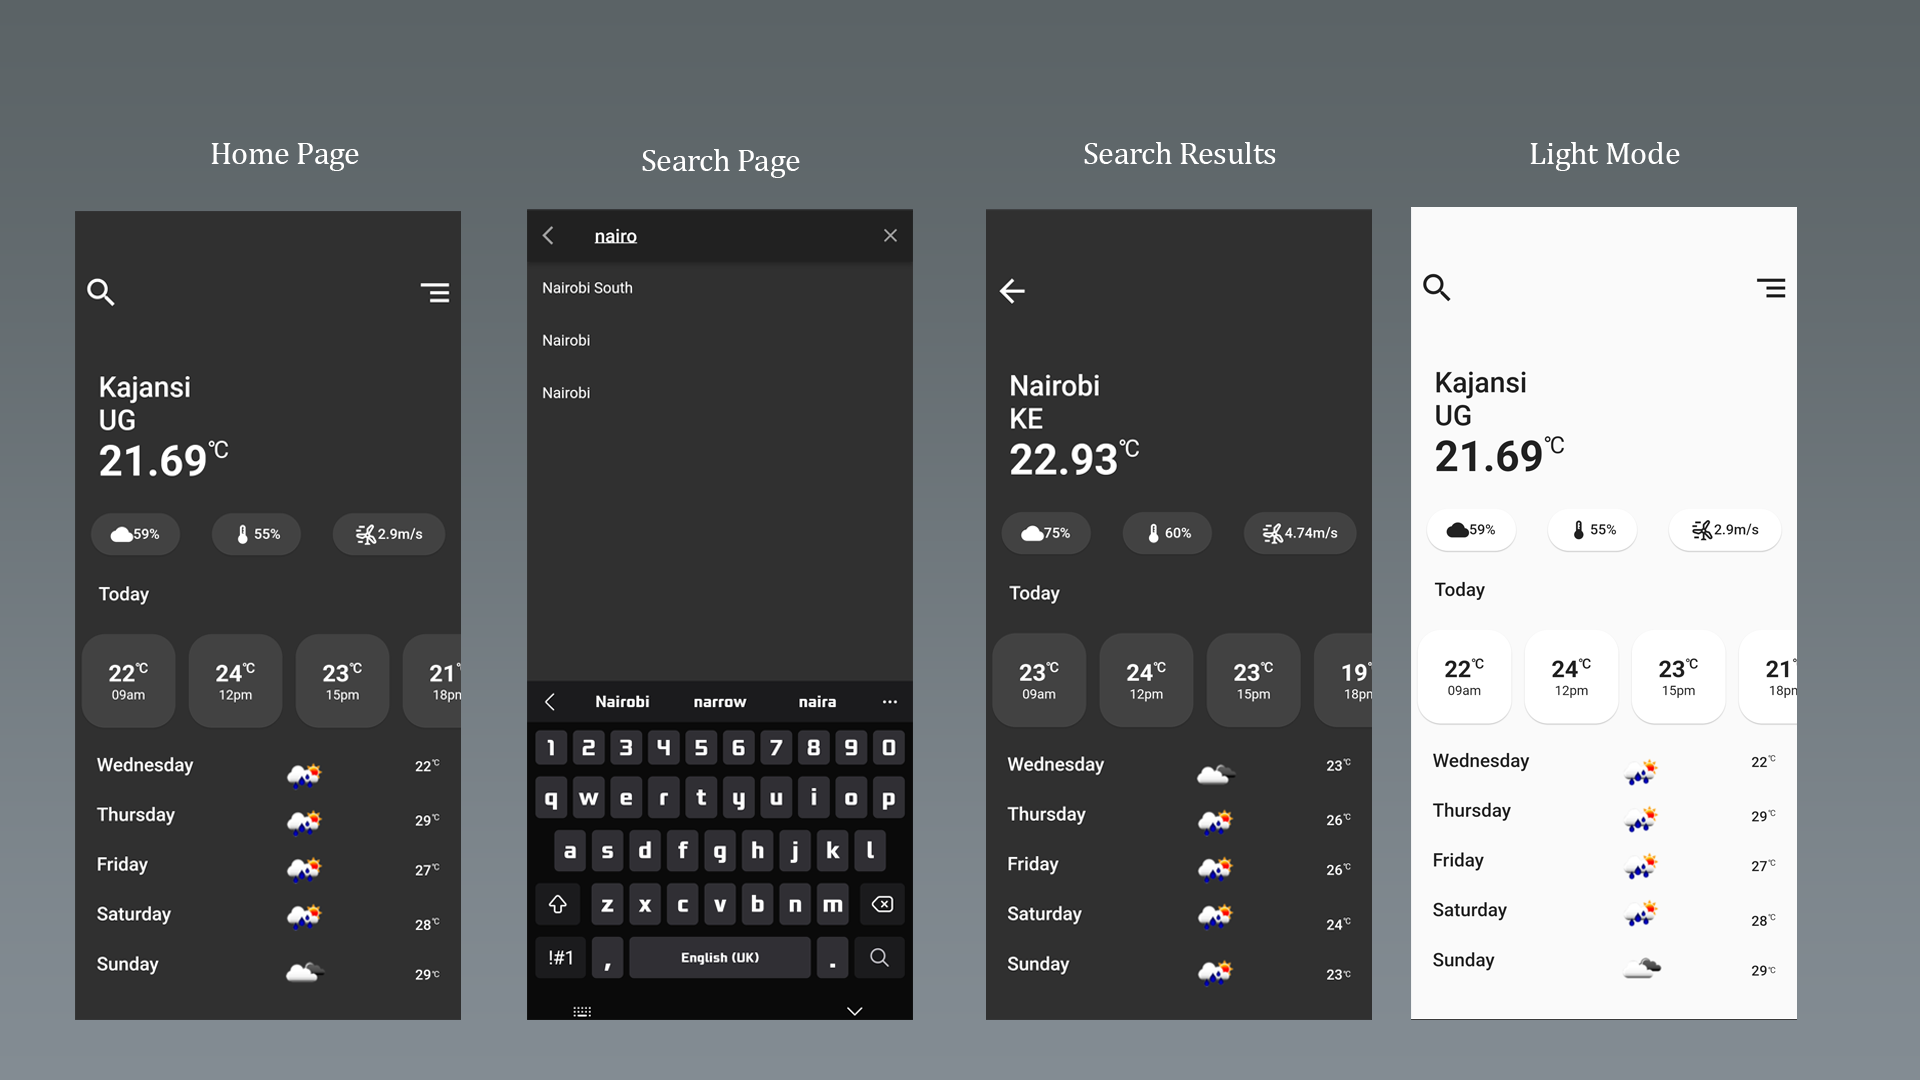 Home Page
Search Page
Search Results
Light Mode
Kajansi
UG
21.69°C
59%
55%
2.9m/s
Today
22°C
09am
24°C
12pm
23°C
15pm
21°
18pm
Wednesday
22°C
Thursday
29°C
Friday
27°C
Saturday
28°C
Sunday
29°C
nairo
Nairobi South
Nairobi
Nairobi
Nairobi narrow naira ...
1 2 3 4 5 6 7 8 9 0
q w e r t y u i o p
a s d f g h j k l
z x c v b n m
!#1 , English (UK) .
Nairobi
KE
22.93°C
75%
60%
4.74m/s
Today
23°C
09am
24°C
12pm
23°C
15pm
19°
18pm
Wednesday
23°C
Thursday
26°C
Friday
26°C
Saturday
24°C
Sunday
23°C
Kajansi
UG
21.69°C
59%
55%
2.9m/s
Today
22°C
09am
24°C
12pm
23°C
15pm
21°
18pm
Wednesday
22°C
Thursday
29°C
Friday
27°C
Saturday
28°C
Sunday
29°C